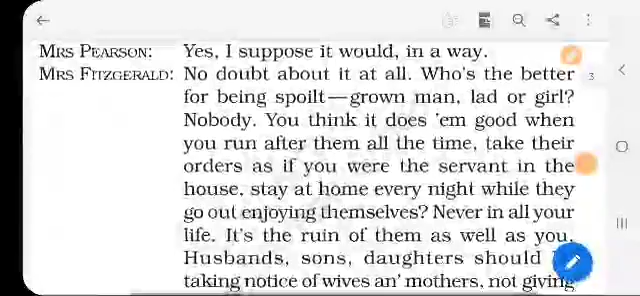 MRS PEARSON: Yes, I suppose it would, in a way.
MRS FITZGERALD: No doubt about it at all. Who's the better 3
for being spoilt—grown man, lad or girl?
Nobody. You think it does 'em good when
you run after them all the time, take their
orders as if you were the servant in the
house, stay at home every night while they
go out enjoying themselves? Never in all your
life. It's the ruin of them as well as you.
Husbands, sons, daughters should
taking notice of wives an' mothers, not giving